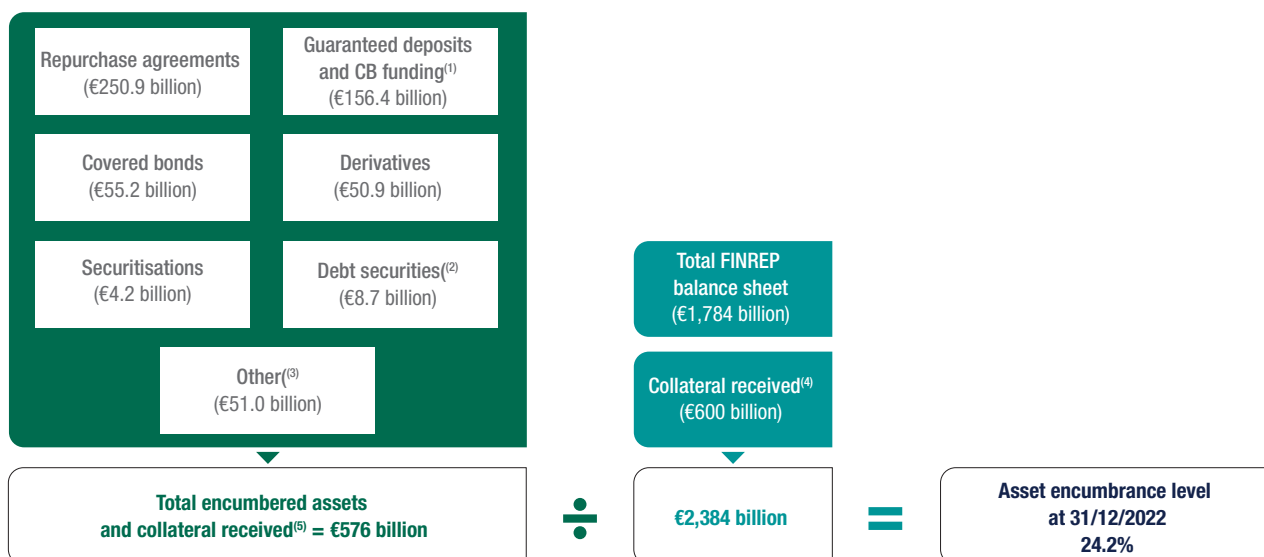 Repurchase agreements
(€250.9 billion)
Guaranteed deposits
and CB funding(1)
(€156.4 billion)
Covered bonds
(€55.2 billion)
Derivatives
(€50.9 billion)
Securitisations
(€4.2 billion)
Debt securities((2)
(€8.7 billion)
Other((3)
(€51.0 billion)
Total FINREP
balance sheet
(€1,784 billion)
Collateral received(4)
(€600 billion)
Total encumbered assets
and collateral received(5) = €576 billion
÷
€2,384 billion
=
Asset encumbrance level
at 31/12/2022
24.2%